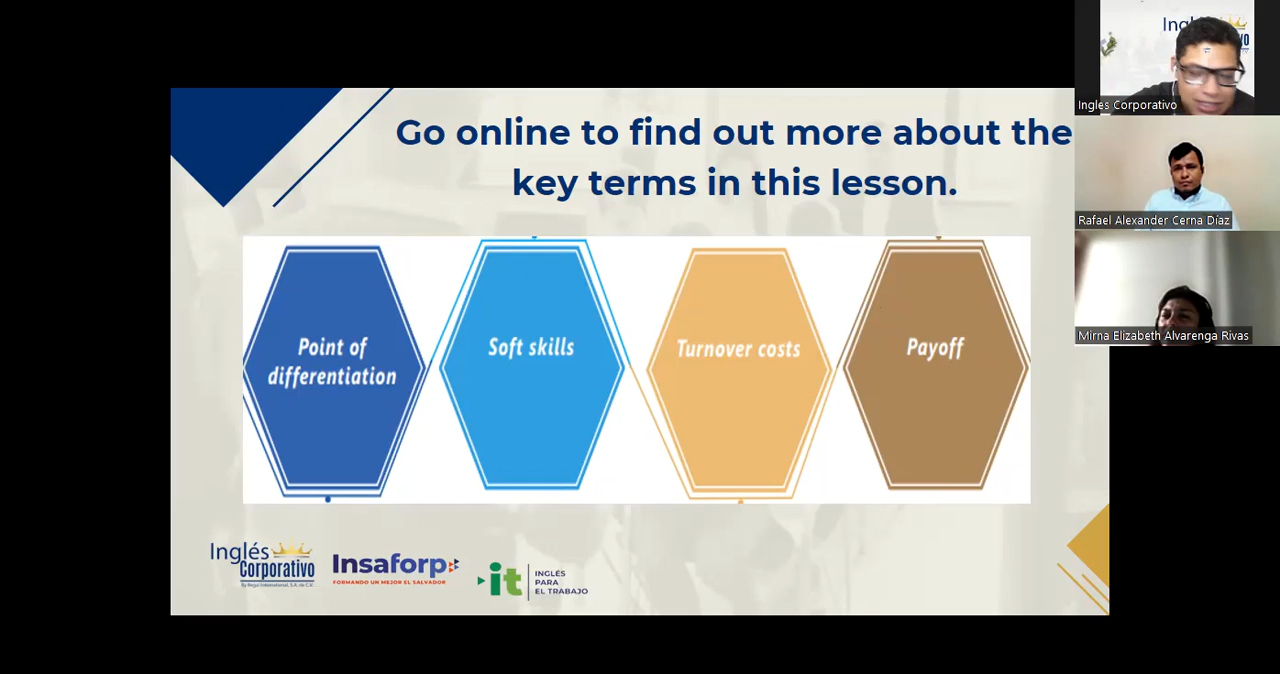 Go online to find out more about the
key terms in this lesson.
Point of
differentiation
Soft skills
Turnover costs
Payoff
Inglés
Corporativo
Insaforp
FORMANDO UN MEJOR EL SALVADOR
it
INGLÉS
PARA
EL TRABAJO
Ingles Corporativo
Rafael Alexander Cerna Díaz
Mirna Elizabeth Alvarenga Rivas